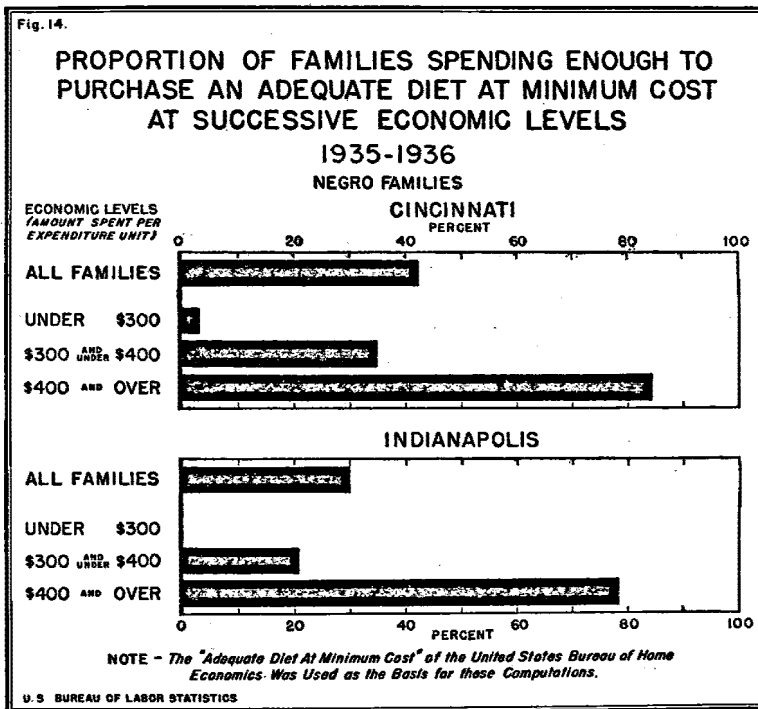 Fig. 14.
PROPORTION OF FAMILIES SPENDING ENOUGH TO
PURCHASE AN ADEQUATE DIET AT MINIMUM COST
AT SUCCESSIVE ECONOMIC LEVELS
1935-1936
NEGRO FAMILIES
ECONOMIC LEVELS
(AMOUNT SPENT PER
EXPENDITURE UNIT)
CINCINNATI
PERCENT
0 20 40 60 80 100
ALL FAMILIES
UNDER $300
$300 AND UNDER $400
$400 AND OVER
INDIANAPOLIS
ALL FAMILIES
UNDER $300
$300 AND UNDER $400
$400 AND OVER
0 20 40 60 80 100
PERCENT
NOTE - The "Adequate Diet At Minimum Cost" of the United States Bureau of Home
Economics Was Used as the Basis for these Computations.
U.S BUREAU OF LABOR STATISTICS